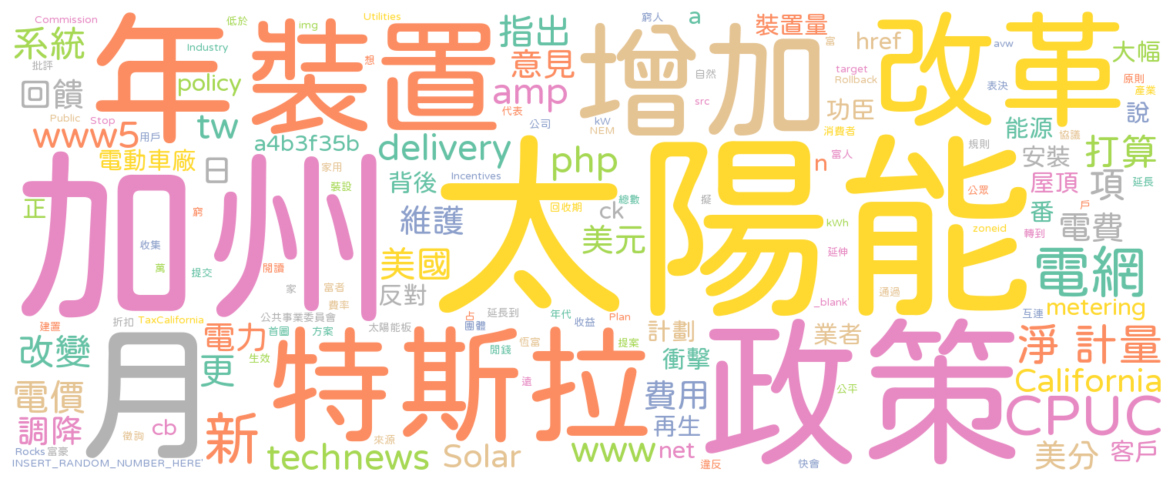 Commission
低於
img
Utilities
窮人
a
裝置量
富
avw
大幅
系統
批評
Industry
年
裝置
指出
想
增加
href
改革
表決
回饋
policy
意見
自然
target
Rollback
原則
產業
Public
Stop
用戶
tw
amp
代表
公司
src
kW
NEM
功臣
消費者
能源
協議
說
www5
電動車廠
a4b3f35b
家用
delivery
php
n
富人
規則
安裝
打算
延長
日
裝設
背後
Incentives
總數
擬
屋頂
項
公眾
戶
正
窮
加州
太陽能
維護
回收期
ck
kWh
番
電費
zoneid
轉到
收集
萬
提交
閱讀
美國
美元
延伸
通過
電網
家
富者
費率
反對
_blank'
互連
metering
建置
折扣
TaxCalifornia
公共事業委員會
首圖
方案
太陽能板
延長到
占
團體
年代
收益
Plan
計劃
業者
改變
月
電力
生效
更
特斯拉
閒錢
恆富
提案
衝擊
政策
淨
計量
遠
公平
California
電價
費用
調降
徵詢
cb
新
來源
再生
CPUC
Rocks
富豪
technews
Solar
www
net
美分
客戶
INSERT_RANDOM_NUMBER_HERE'
違反
快會